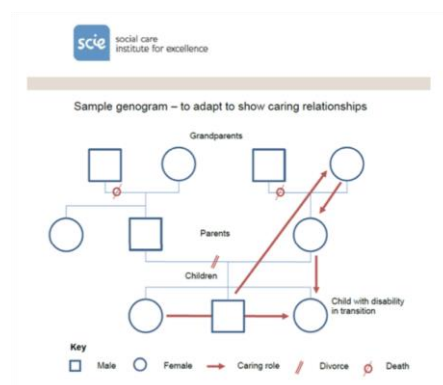 scie social care
institute for excellence
Sample genogram – to adapt to show caring relationships
Grandparents
Parents
Children
Child with disability
in transition
Key
Male Female Caring role Divorce Death